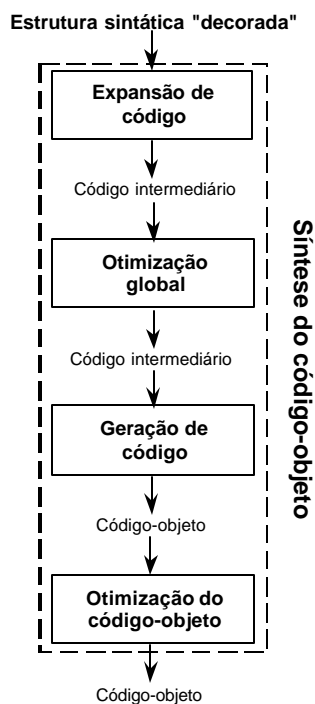 Estrutura sintática "decorada"
Expansão de
código
Código intermediário
Otimização
global
Código intermediário
Geração de
código
Código-objeto
Otimização do
código-objeto
Código-objeto
Síntese do código-objeto